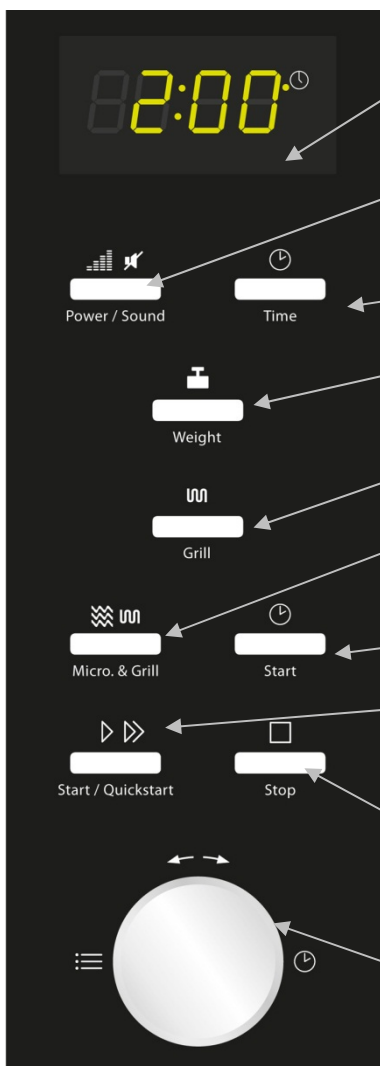 2:00
Power / Sound
Time
Weight
Grill
Micro. & Grill
Start
Start / Quickstart
Stop